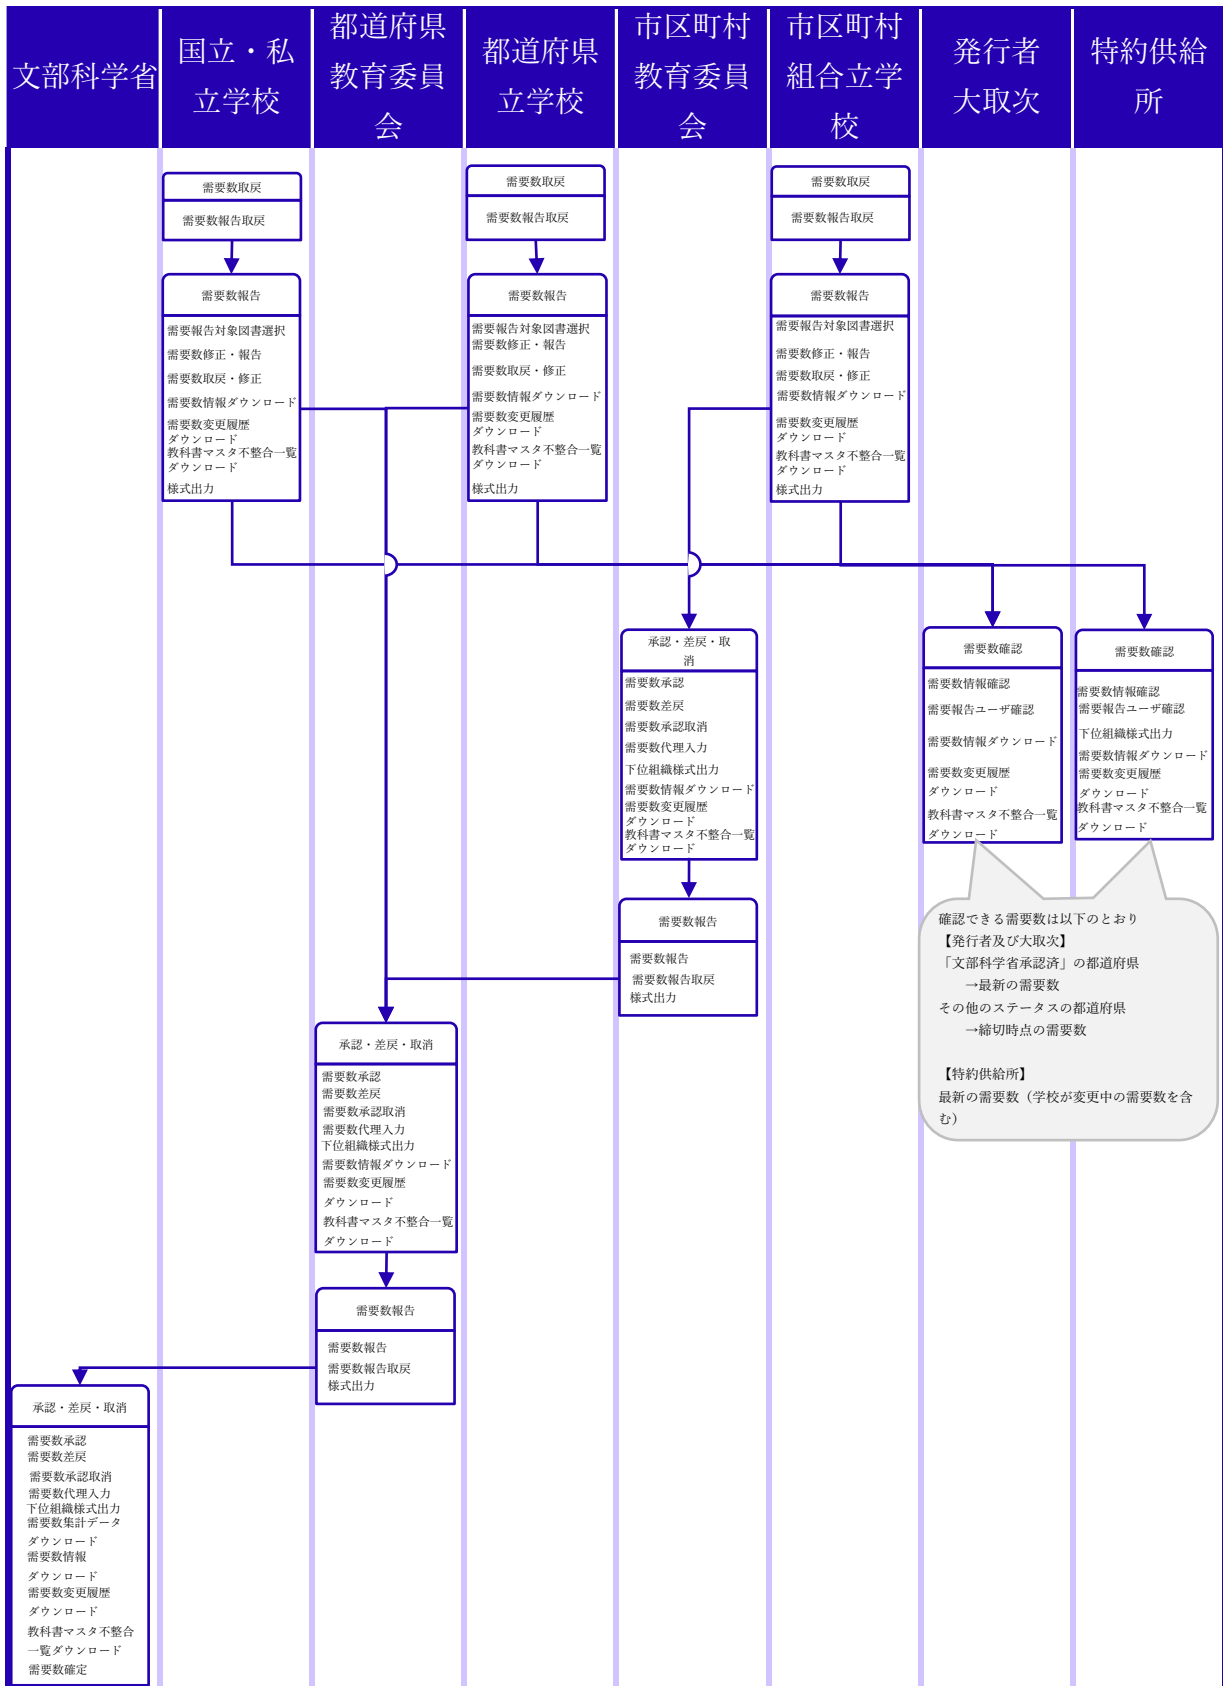 文部科学省
国立・私
立学校
都道府県
教育委員
会
都道府県
立学校
市区町村
教育委員
会
市区町村
組合立学
校
発行者
大取次
特約供給
所
需要数取戻
需要数報告取戻
需要数取戻
需要数報告取戻
需要数取戻
需要数報告取戻
需要数報告
需要報告対象図書選択
需要数修正・報告
需要数取戻・修正
需要数情報ダウンロード
需要数変更履歴
ダウンロード
教科書マスタ不整合一覧
ダウンロード
様式出力
需要数報告
需要報告対象図書選択
需要数修正・報告
需要数取戻・修正
需要数情報ダウンロード
需要数変更履歴
ダウンロード
教科書マスタ不整合一覧
ダウンロード
様式出力
需要数報告
需要報告対象図書選択
需要数修正・報告
需要数取戻・修正
需要数情報ダウンロード
需要数変更履歴
ダウンロード
教科書マスタ不整合一覧
ダウンロード
様式出力
承認・差戻・取
消
需要数承認
需要数差戻
需要数承認取消
需要数代理入力
下位組織様式出力
需要数情報ダウンロード
需要数変更履歴
ダウンロード
教科書マスタ不整合一覧
ダウンロード
需要数確認
需要数情報確認
需要報告ユーザ確認
需要数情報ダウンロード
需要数変更履歴
ダウンロード
教科書マスタ不整合一覧
ダウンロード
需要数確認
需要数情報確認
需要報告ユーザ確認
下位組織様式出力
需要数情報ダウンロード
需要数変更履歴
ダウンロード
教科書マスタ不整合一覧
ダウンロード
需要数報告
需要数報告
需要数報告取戻
様式出力
確認できる需要数は以下のとおり
【発行者及び大取次】
「文部科学省承認済」の都道府県
→最新の需要数
その他のステータスの都道府県
→締切時点の需要数
【特約供給所】
最新の需要数（学校が変更中の需要数を含
む）
承認・差戻・取消
需要数承認
需要数差戻
需要数承認取消
需要数代理入力
下位組織様式出力
需要数情報ダウンロード
需要数変更履歴
ダウンロード
教科書マスタ不整合一覧
ダウンロード
需要数報告
需要数報告
需要数報告取戻
様式出力
承認・差戻・取消
需要数承認
需要数差戻
需要数承認取消
需要数代理入力
下位組織様式出力
需要数集計データ
ダウンロード
需要数情報
ダウンロード
需要数変更履歴
ダウンロード
教科書マスタ不整合
一覧ダウンロード
需要数確定